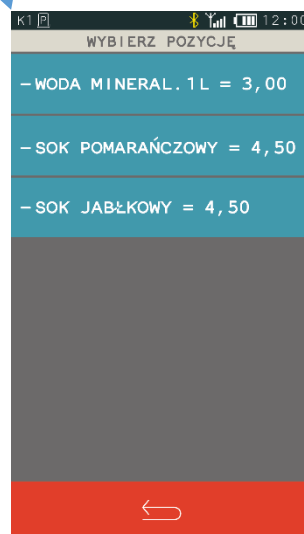 K1 P 12:00
WYBIERZ POZYCJĘ
-WODA MINERAL.1L = 3,00
-SOK POMARAŃCZOWY = 4,50
-SOK JABŁKOWY = 4,50